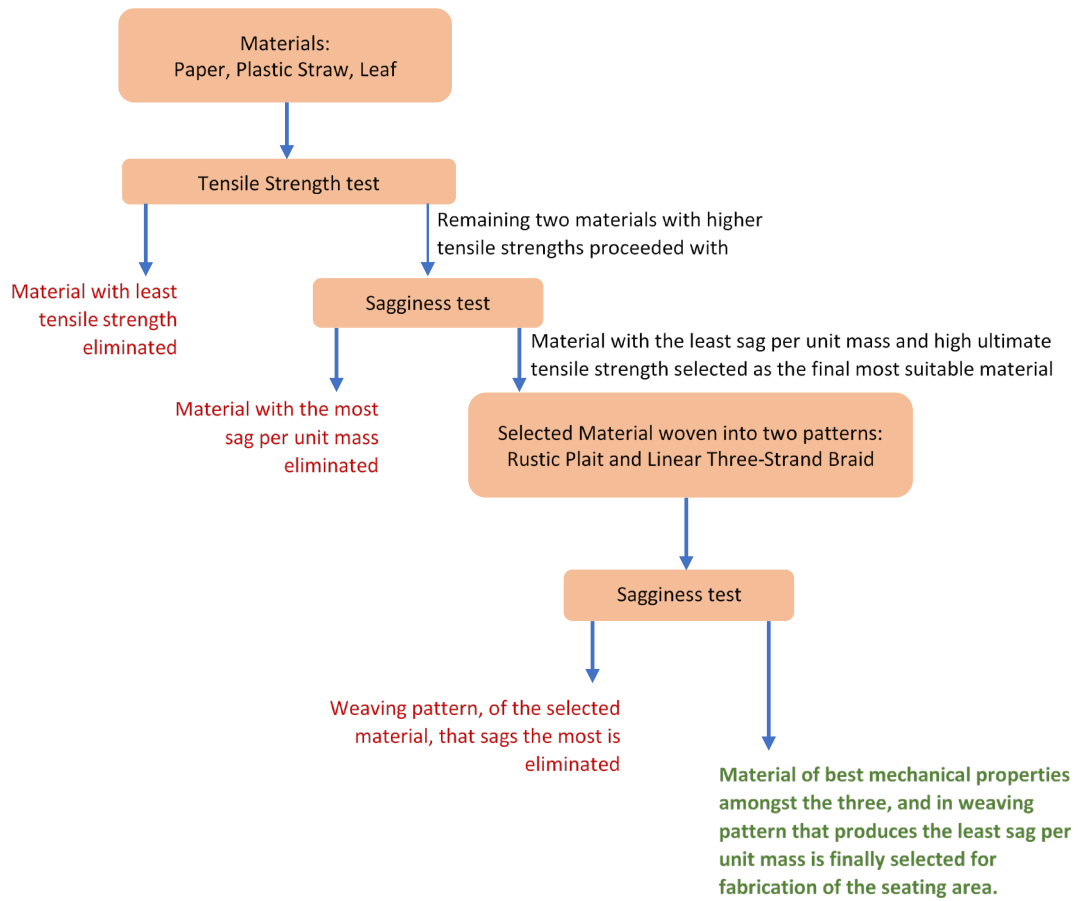 Materials:
Paper, Plastic Straw, Leaf
Tensile Strength test
Remaining two materials with higher
tensile strengths proceeded with
Material with least
tensile strength
eliminated
Sagginess test
Material with the least sag per unit mass and high ultimate
tensile strength selected as the final most suitable material
Material with the most
sag per unit mass
eliminated
Selected Material woven into two patterns:
Rustic Plait and Linear Three-Strand Braid
Sagginess test
Weaving pattern, of the selected
material, that sags the most is
eliminated
Material of best mechanical properties
amongst the three, and in weaving
pattern that produces the least sag per
unit mass is finally selected for
fabrication of the seating area.